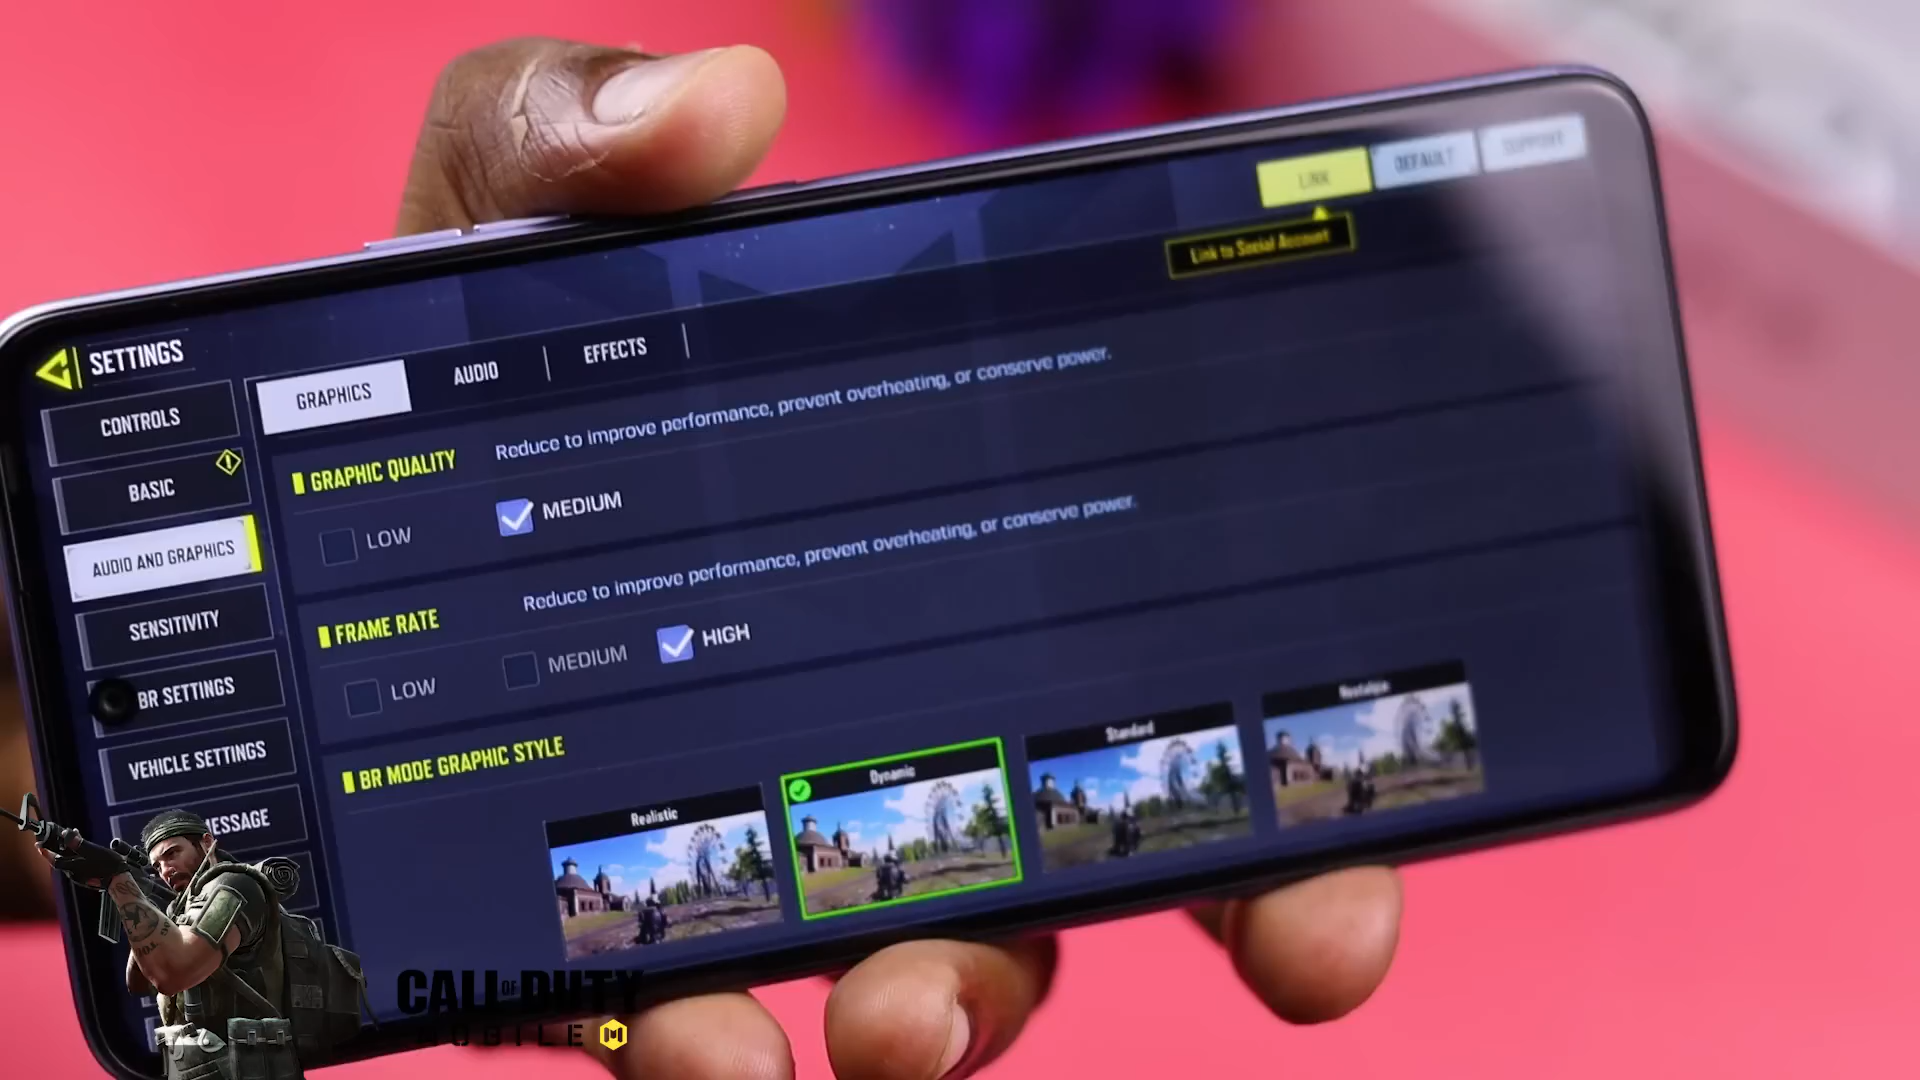 LINK
DEFAULT
SUPPORT
Link to Social Account
SETTINGS
CONTROLS
BASIC
AUDIO AND GRAPHICS
SENSITIVITY
BR SETTINGS
VEHICLE SETTINGS
ESSAGE
GRAPHICS
AUDIO
EFFECTS
GRAPHIC QUALITY
Reduce to improve performance, prevent overheating, or conserve power.
LOW
MEDIUM
FRAME RATE
Reduce to improve performance, prevent overheating, or conserve power.
LOW
MEDIUM
HIGH
BR MODE GRAPHIC STYLE
Realistic
Dynamic
Standard
Nostalgia
CALL OF DUTY
MOBILE